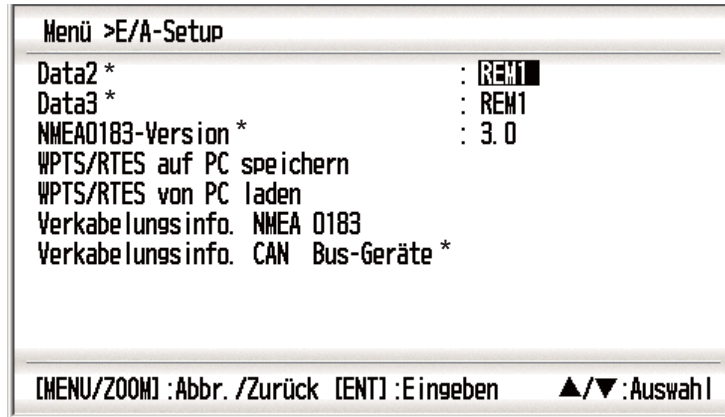 Menü >E/A-Setup
Data2* : REM1
Data3* : REM1
NMEA0183-Version* : 3.0
WPTS/RTES auf PC speichern
WPTS/RTES von PC laden
Verkabelungsinfo. NMEA 0183
Verkabelungsinfo. CAN Bus-Geräte*
[MENU/ZOOM]:Abbr./Zurück [ENT]:Eingeben ▲/▼:Auswahl